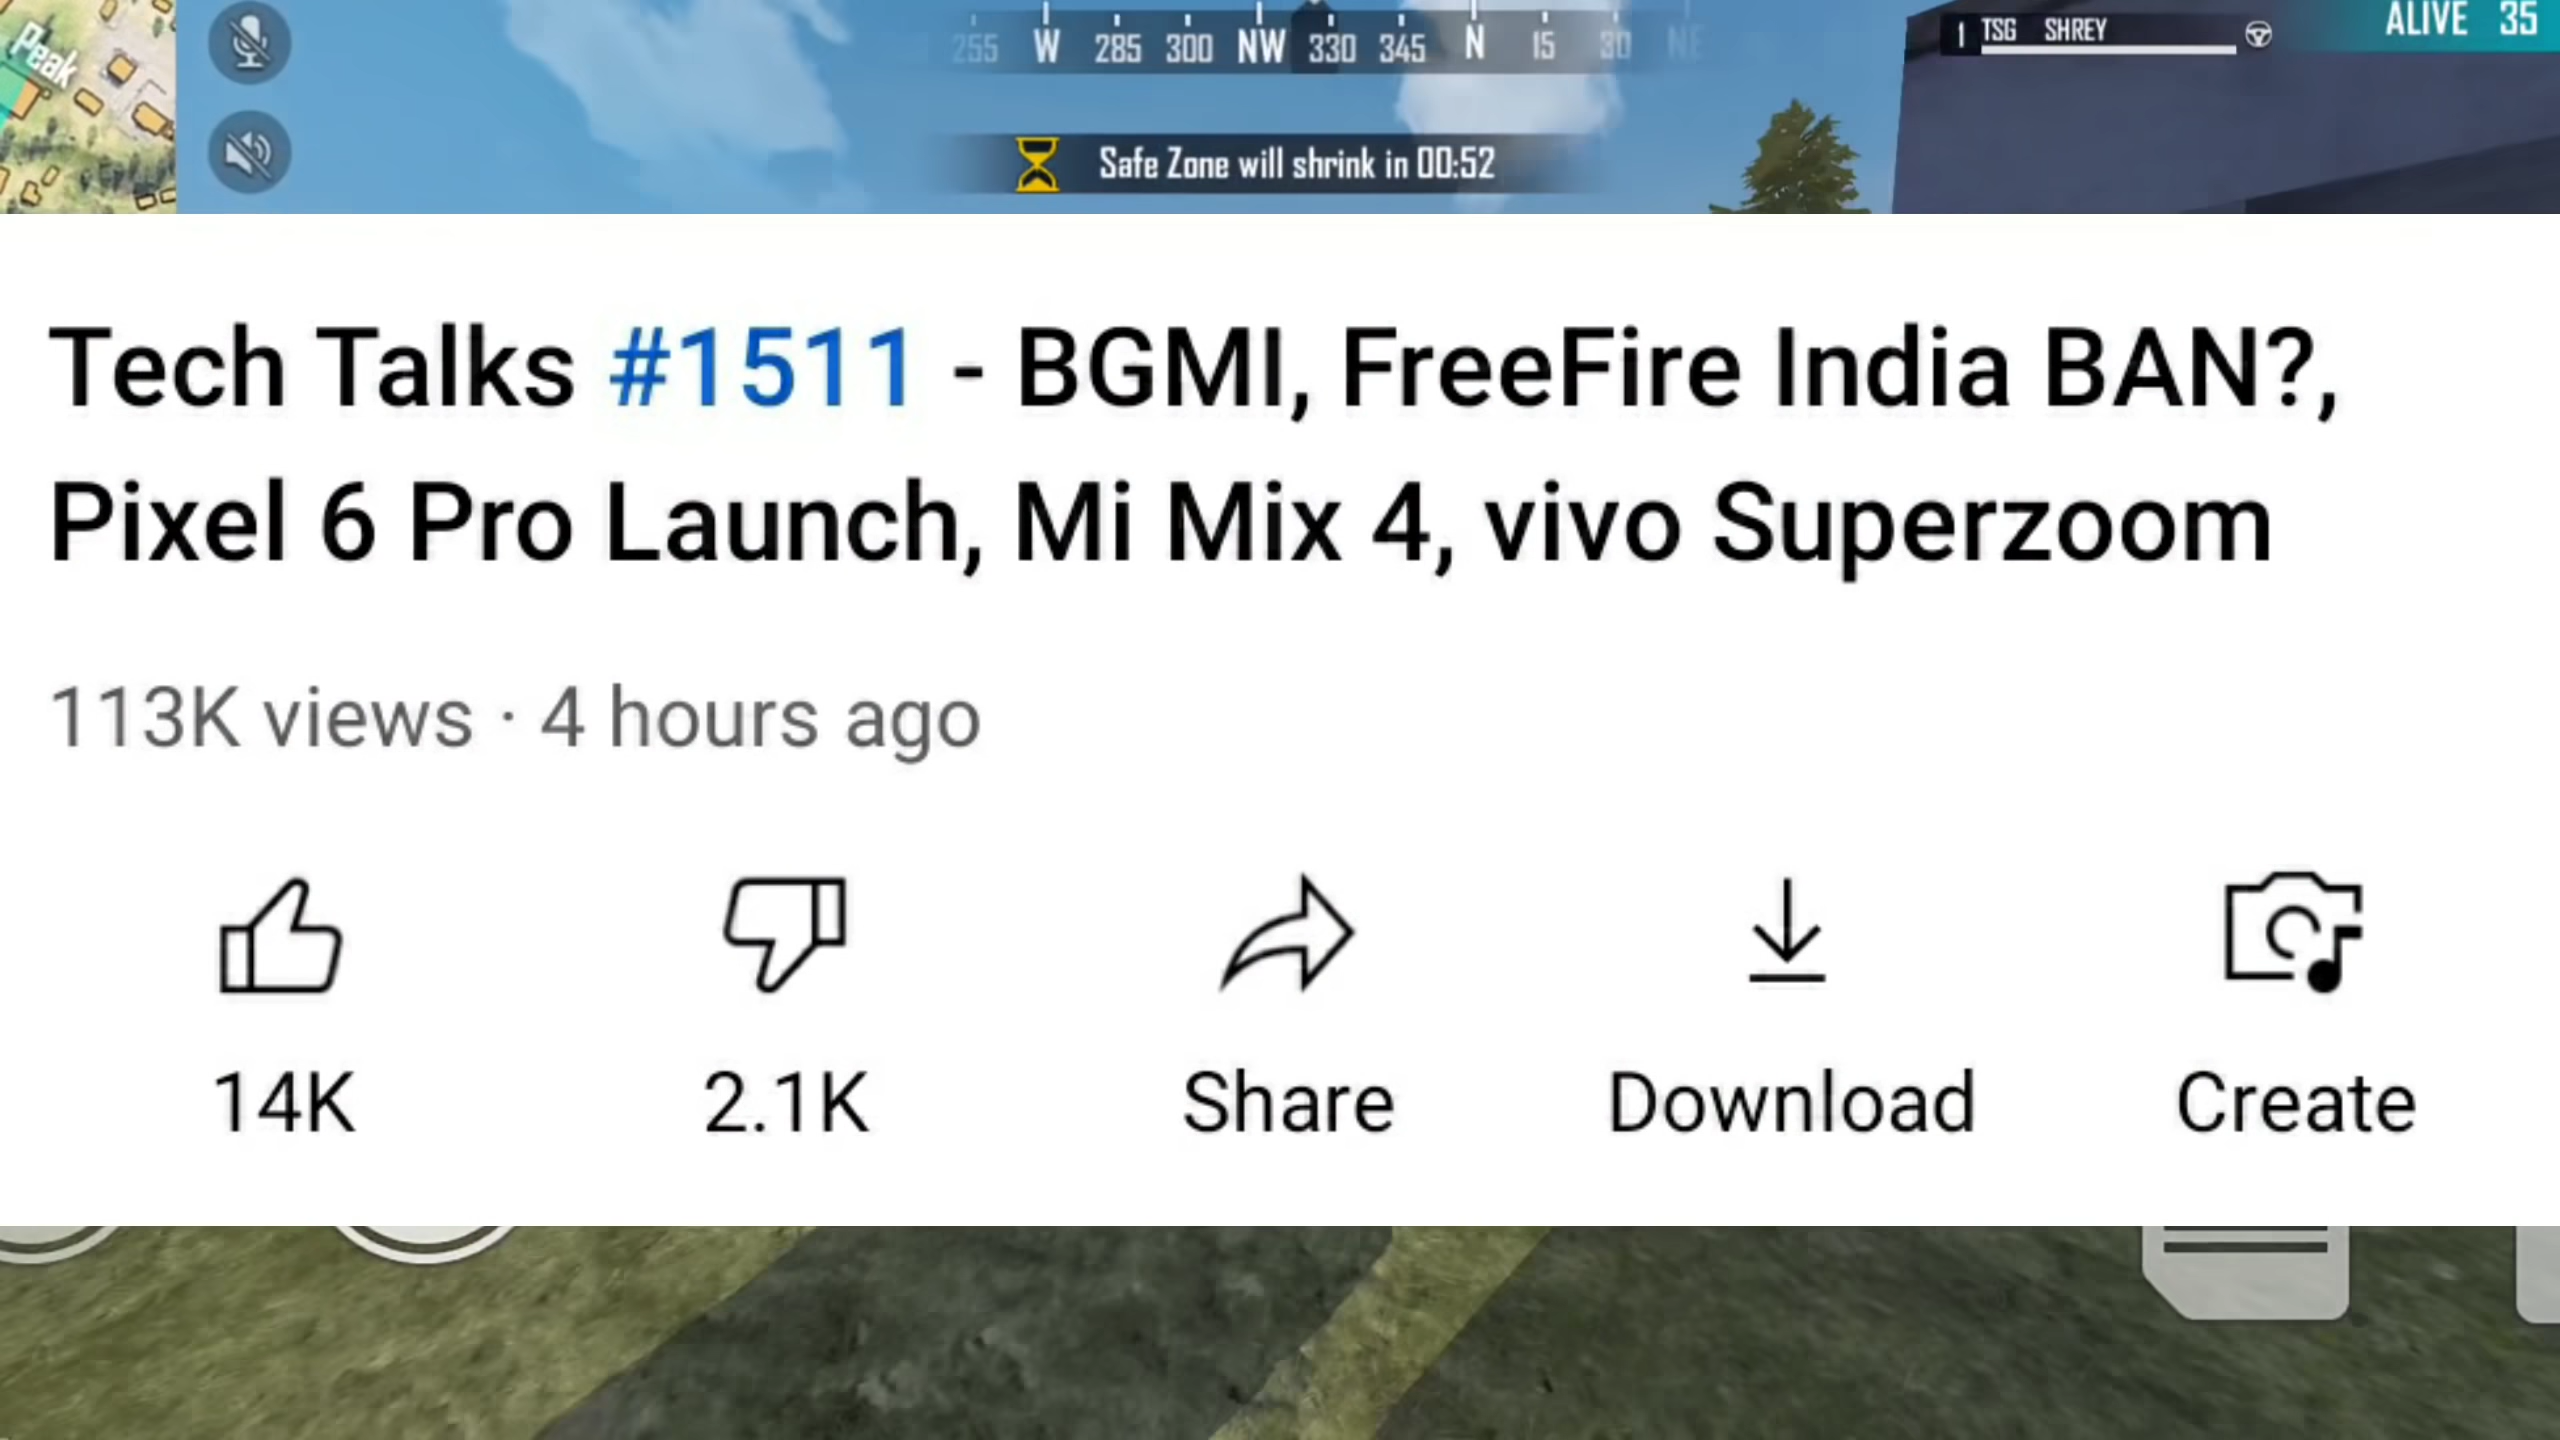 Peak
255 W 285 300 NW 330 345 N 15 30 NE
1 TSG SHREY
ALIVE 35
Safe Zone will shrink in 00:52
Tech Talks #1511 - BGMI, FreeFire India BAN?,
Pixel 6 Pro Launch, Mi Mix 4, vivo Superzoom
113K views · 4 hours ago
14K 2.1K Share Download Create